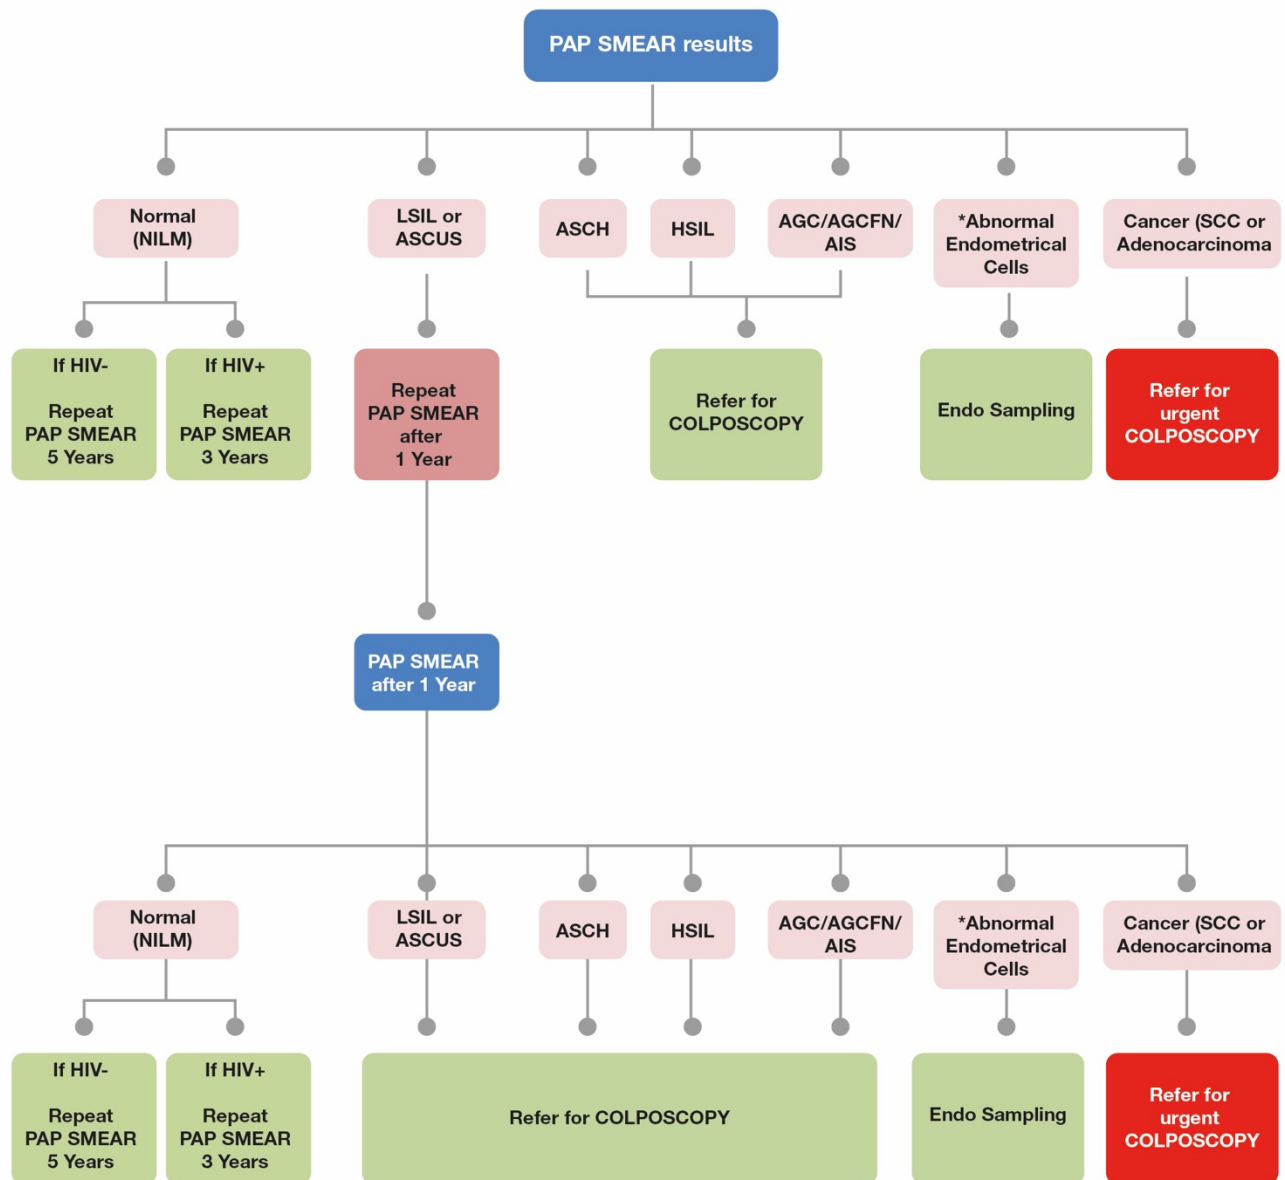 PAP SMEAR results
Normal
(NILM)
LSIL or
ASCUS
ASCH
HSIL
AGC/AGCFN/
AIS
*Abnormal
Endometrical
Cells
Cancer (SCC or
Adenocarcinoma
If HIV-
Repeat
PAP SMEAR
5 Years
If HIV+
Repeat
PAP SMEAR
3 Years
Repeat
PAP SMEAR
after
1 Year
Refer for
COLPOSCOPY
Endo Sampling
Refer for
urgent
COLPOSCOPY
PAP SMEAR
after 1 Year
Normal
(NILM)
LSIL or
ASCUS
ASCH
HSIL
AGC/AGCFN/
AIS
*Abnormal
Endometrical
Cells
Cancer (SCC or
Adenocarcinoma
If HIV-
Repeat
PAP SMEAR
5 Years
If HIV+
Repeat
PAP SMEAR
3 Years
Refer for COLPOSCOPY
Endo Sampling
Refer for
urgent
COLPOSCOPY